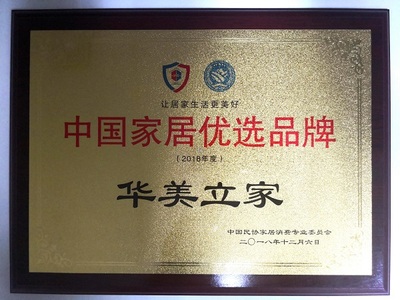 让居家生活更美好
中国家居优选品牌
（2018年度）
华美立家
中国民协家居消费专业委员会
二〇一八年十二月六日